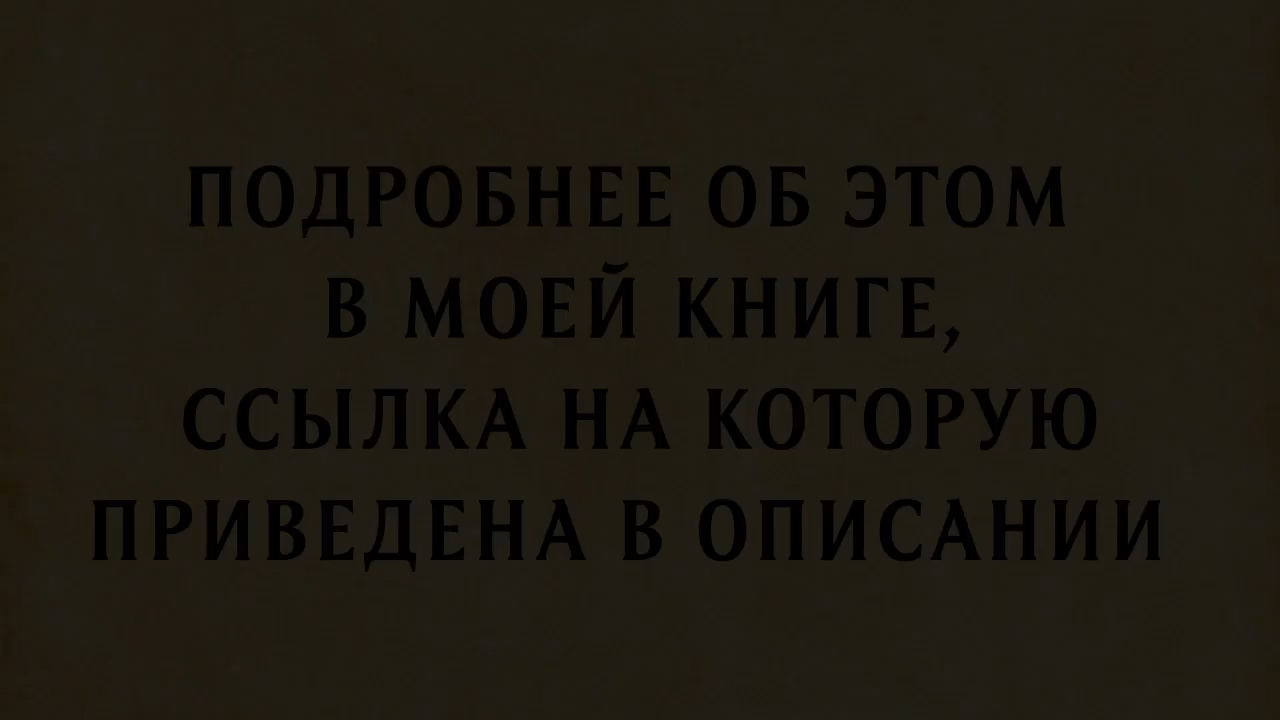 ПОДРОБНЕЕ ОБ ЭТОМ
В МОЕЙ КНИГЕ,
ССЫЛКА НА КОТОРУЮ
ПРИВЕДЕНА В ОПИСАНИИ